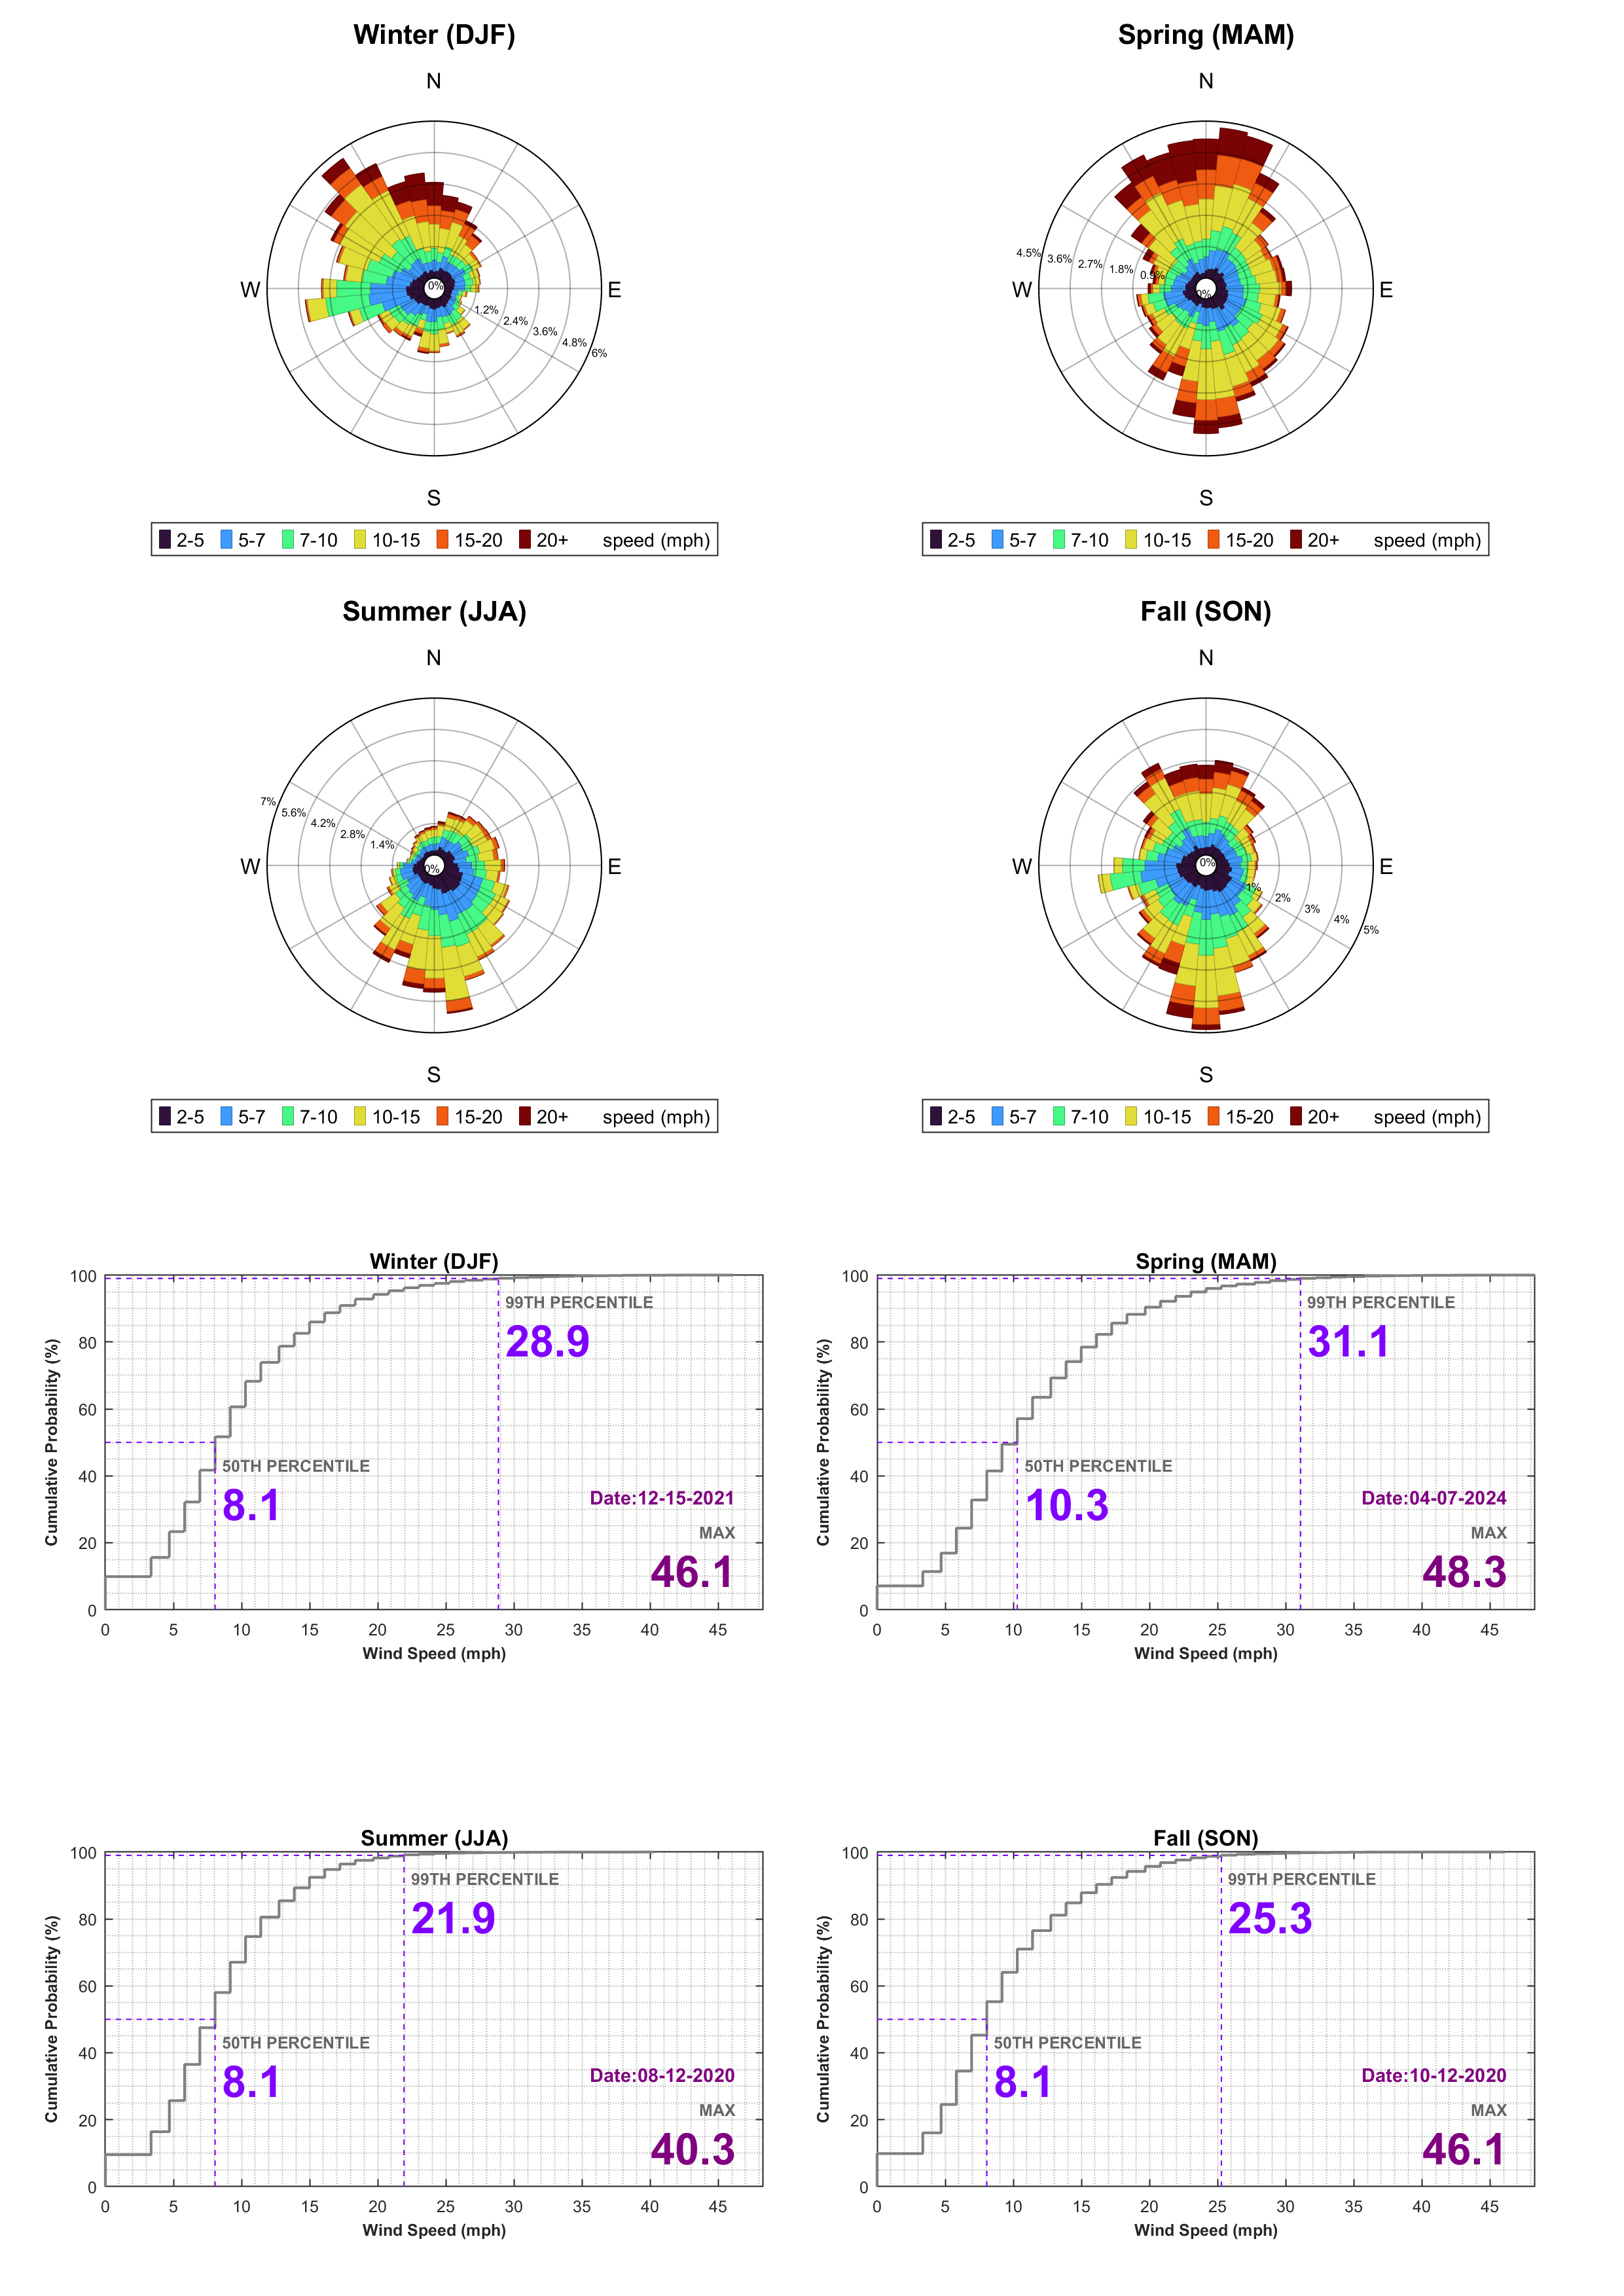 Winter (DJF)
N
W
E
S
0%
1.2%
2.4%
3.6%
4.8%
6%
2-5 5-7 7-10 10-15 15-20 20+ speed (mph)
Spring (MAM)
N
W
E
S
4.5%
3.6%
2.7%
1.8%
0.9%
0%
2-5 5-7 7-10 10-15 15-20 20+ speed (mph)
Summer (JJA)
N
W
E
S
7%
5.6%
4.2%
2.8%
1.4%
0%
2-5 5-7 7-10 10-15 15-20 20+ speed (mph)
Fall (SON)
N
W
E
S
0%
1%
2%
3%
4%
5%
2-5 5-7 7-10 10-15 15-20 20+ speed (mph)
Winter (DJF)
Cumulative Probability (%)
100
80
60
40
20
0
99TH PERCENTILE
28.9
50TH PERCENTILE
8.1
Date:12-15-2021
MAX
46.1
0 5 10 15 20 25 30 35 40 45
Wind Speed (mph)
Spring (MAM)
Cumulative Probability (%)
100
80
60
40
20
0
99TH PERCENTILE
31.1
50TH PERCENTILE
10.3
Date:04-07-2024
MAX
48.3
0 5 10 15 20 25 30 35 40 45
Wind Speed (mph)
Summer (JJA)
Cumulative Probability (%)
100
80
60
40
20
0
99TH PERCENTILE
21.9
50TH PERCENTILE
8.1
Date:08-12-2020
MAX
40.3
0 5 10 15 20 25 30 35 40 45
Wind Speed (mph)
Fall (SON)
Cumulative Probability (%)
100
80
60
40
20
0
99TH PERCENTILE
25.3
50TH PERCENTILE
8.1
Date:10-12-2020
MAX
46.1
0 5 10 15 20 25 30 35 40 45
Wind Speed (mph)